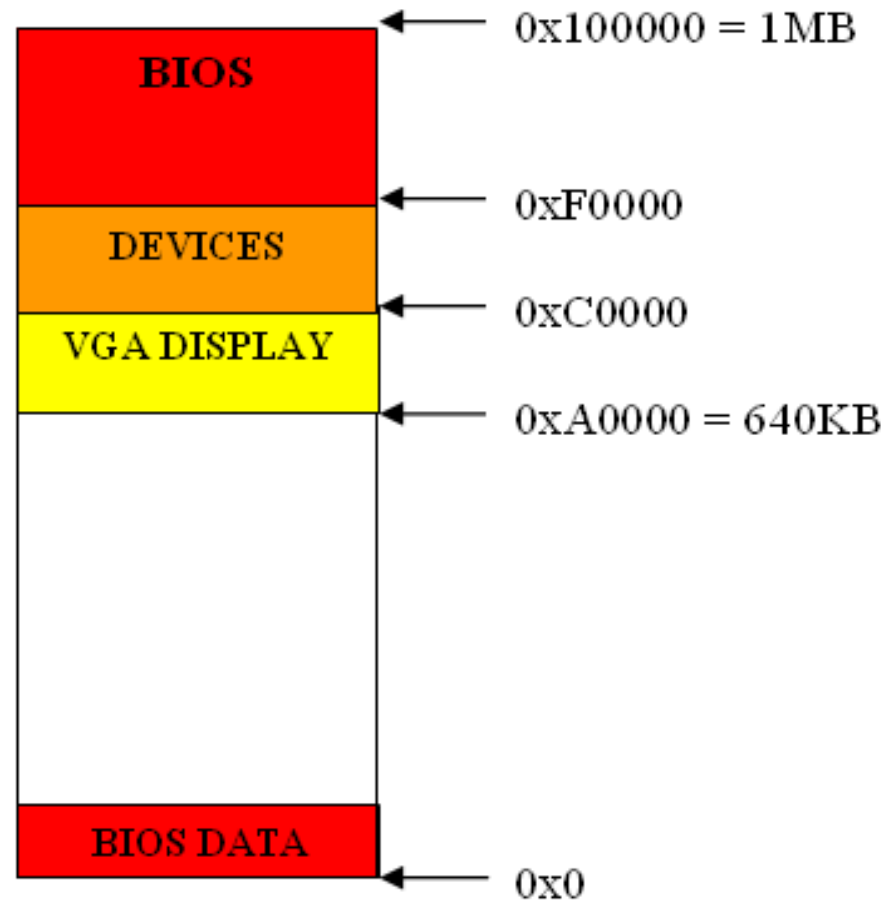 0x100000 = 1MB
BIOS
0xF0000
DEVICES
0xC0000
VGA DISPLAY
0xA0000 = 640KB
BIOS DATA
0x0